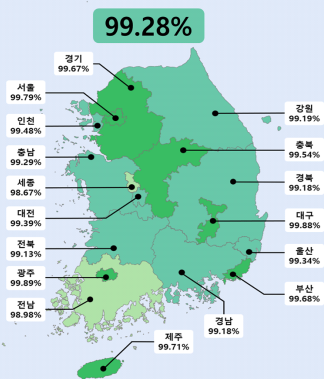 99.28%
경기
99.67%
서울
99.79%
인천
99.48%
충남
99.29%
세종
98.67%
대전
99.39%
전북
99.13%
광주
99.89%
전남
98.98%
강원
99.19%
충북
99.54%
경북
99.18%
대구
99.88%
울산
99.34%
부산
99.68%
경남
99.18%
제주
99.71%